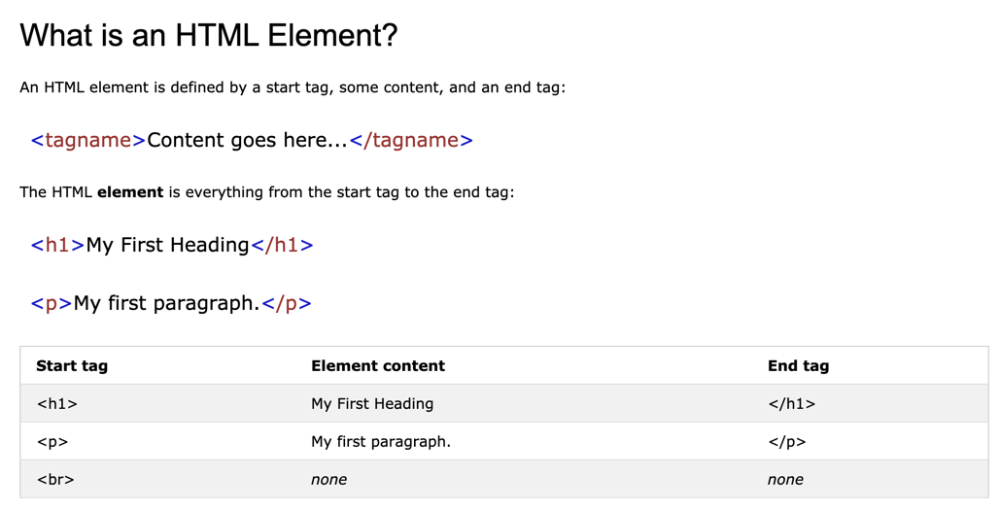 What is an HTML Element?
An HTML element is defined by a start tag, some content, and an end tag:
<tagname>Content goes here...</tagname>
The HTML element is everything from the start tag to the end tag:
<h1>My First Heading</h1>
<p>My first paragraph.</p>
Start tag Element content End tag
<h1> My First Heading </h1>
<p> My first paragraph. </p>
<br> none none